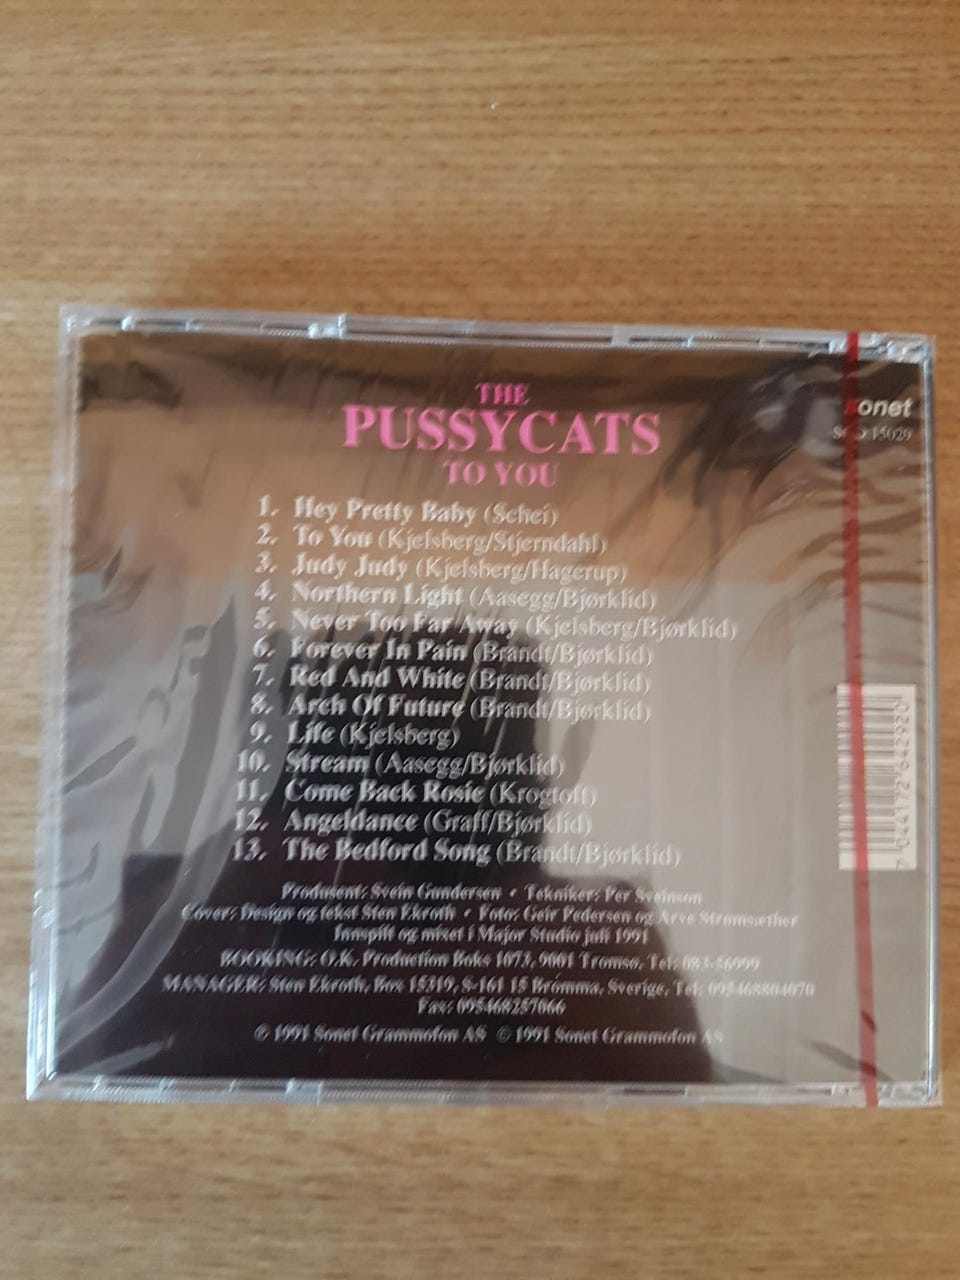 THE
PUSSYCATS
TO YOU
sonet
15029
1. Hey Pretty Baby (Schei)
2. To You (Kjelsberg/Stjerndahl)
3. Judy Judy (Kjelsberg/Hagerup)
4. Northern Light (Aasegg/Bjørklid)
5. Never Too Far Away (Kjelsberg/Bjørklid)
6. Forever In Pain (Brandt/Bjørklid)
7. Red And White (Brandt/Bjørklid)
8. Arch Of Future (Brandt/Bjørklid)
9. Life (Kjelsberg)
10. Stream (Aasegg/Bjørklid)
11. Come Back Rosie (Krogtoft)
12. Angeldance (Graff/Bjørklid)
13. The Bedford Song (Brandt/Bjørklid)
Produsent: Svein Gundersen • Tekniker: Per Sveinson
Cover: Design og tekst Sten Ekroth • Foto: Geir Pedersen og Arve Strømsæther
Innspilt og mixet i Major Studio juli 1991
BOOKING: O.K. Production Boks 1073, 9001 Tromsø, Tel: 083-56999
MANAGER: Sten Ekroth, Box 15319, S-161 15 Bromma, Sverige, Tel: 095468804070
Fax: 095468257066
℗ 1991 Sonet Grammofon AS © 1991 Sonet Grammofon AS
7 044172 642920